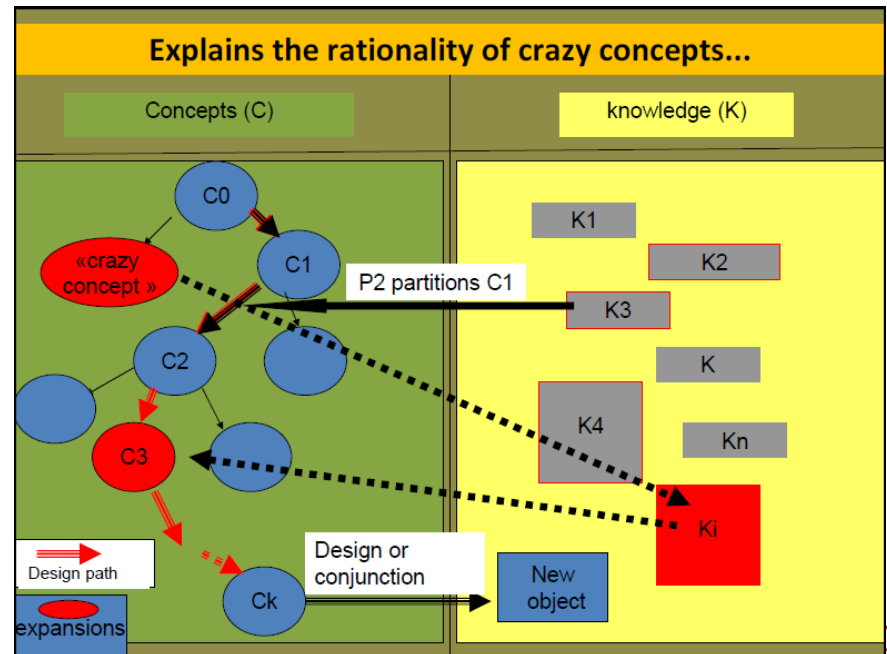 Explains the rationality of crazy concepts...
Concepts (C)
knowledge (K)
C0
«crazy
concept »
C1
P2 partitions C1
K1
K2
K3
C2
K
K4
Kn
C3
Ki
Design path
Design or
conjunction
Ck
New
object
expansions